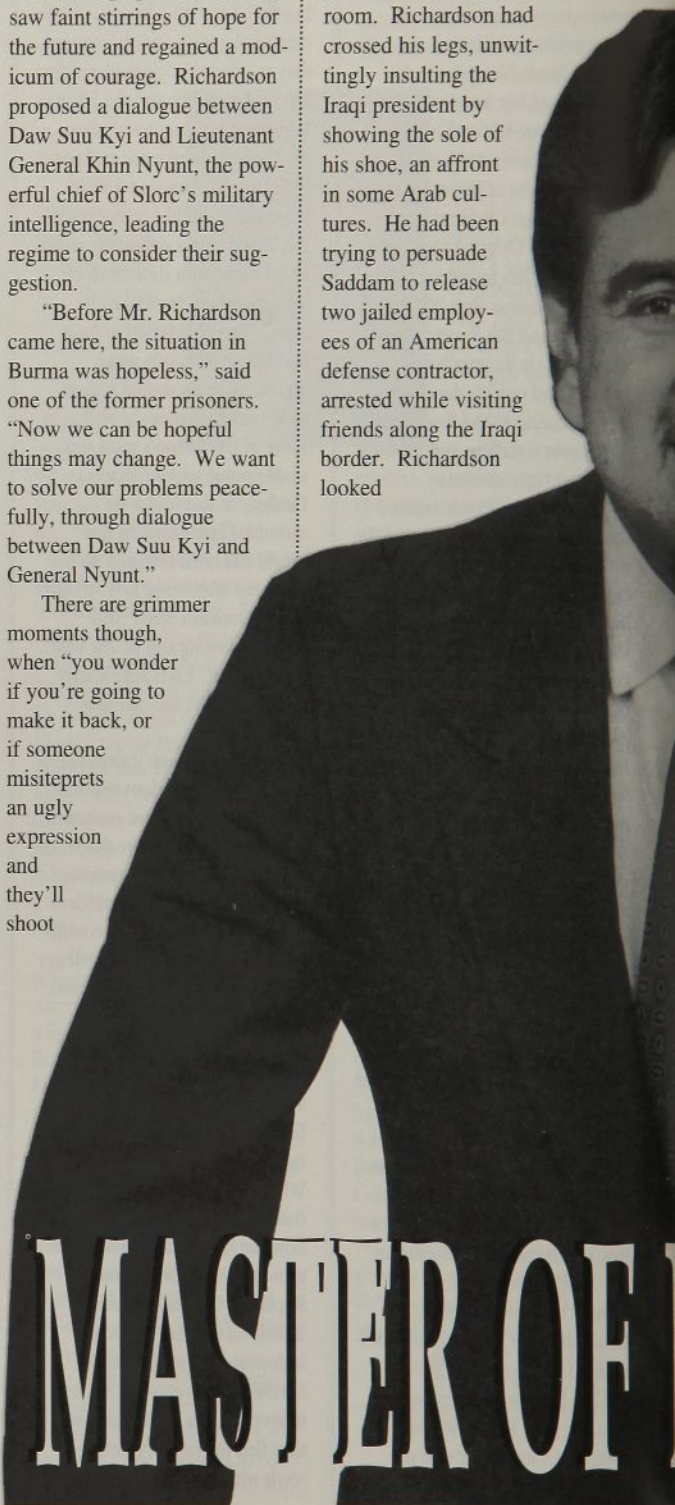 saw faint stirrings of hope for
the future and regained a mod-
icum of courage. Richardson
proposed a dialogue between
Daw Suu Kyi and Lieutenant
General Khin Nyunt, the pow-
erful chief of Slorc's military
intelligence, leading the
regime to consider their sug-
gestion.
“Before Mr. Richardson
came here, the situation in
Burma was hopeless,” said
one of the former prisoners.
“Now we can be hopeful
things may change. We want
to solve our problems peace-
fully, through dialogue
between Daw Suu Kyi and
General Nyunt.”
There are grimmer
moments though,
when “you wonder
if you're going to
make it back, or
if someone
misiteprets
an ugly
expression
and
they'll
shoot
room. Richardson had
crossed his legs, unwit-
tingly insulting the
Iraqi president by
showing the sole of
his shoe, an affront
in some Arab cul-
tures. He had been
trying to persuade
Saddam to release
two jailed employ-
ees of an American
defense contractor,
arrested while visiting
friends along the Iraqi
border. Richardson
looked
MASTER OF